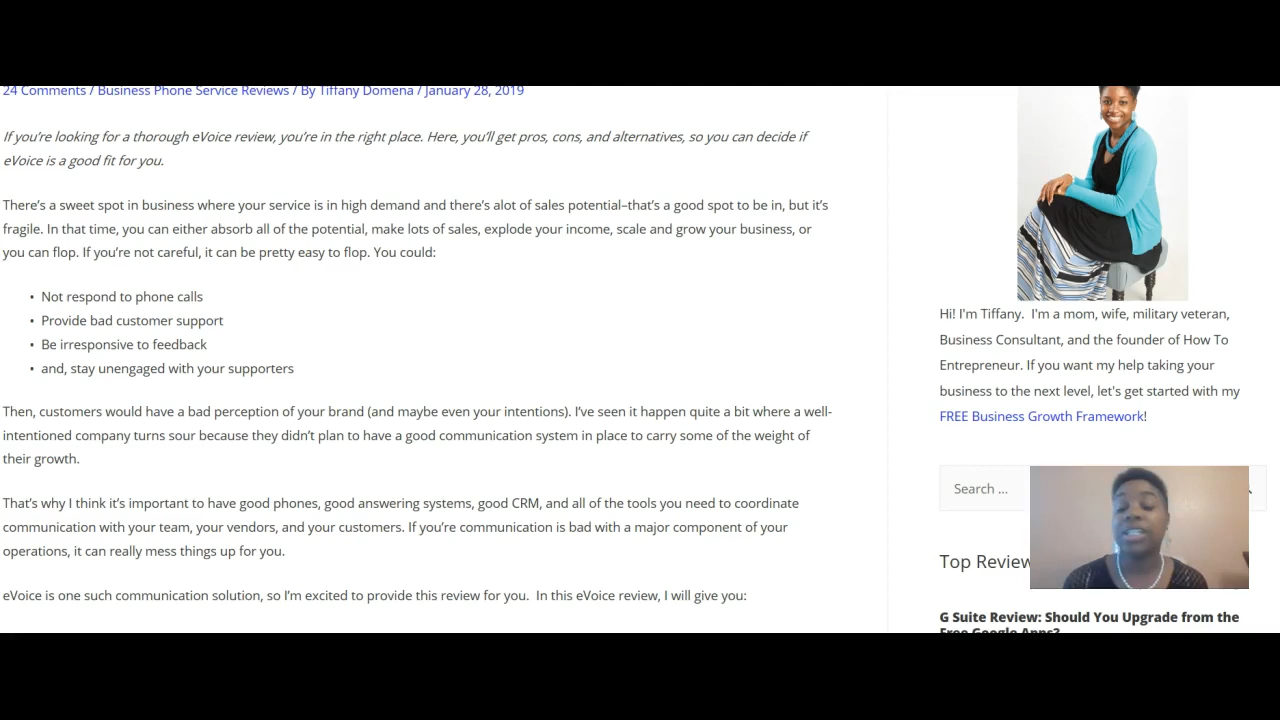 24 Comments / Business Phone Service Reviews / By Tiffany Domena / January 28, 2019
If you're looking for a thorough eVoice review, you're in the right place. Here, you'll get pros, cons, and alternatives, so you can decide if
eVoice is a good fit for you.
There's a sweet spot in business where your service is in high demand and there's alot of sales potential–that's a good spot to be in, but it's
fragile. In that time, you can either absorb all of the potential, make lots of sales, explode your income, scale and grow your business, or
you can flop. If you're not careful, it can be pretty easy to flop. You could:
• Not respond to phone calls
• Provide bad customer support
• Be irresponsive to feedback
• and, stay unengaged with your supporters
Then, customers would have a bad perception of your brand (and maybe even your intentions). I've seen it happen quite a bit where a well-
intentioned company turns sour because they didn't plan to have a good communication system in place to carry some of the weight of
their growth.
That's why I think it's important to have good phones, good answering systems, good CRM, and all of the tools you need to coordinate
communication with your team, your vendors, and your customers. If you're communication is bad with a major component of your
operations, it can really mess things up for you.
eVoice is one such communication solution, so I'm excited to provide this review for you. In this eVoice review, I will give you:
Hi! I'm Tiffany. I'm a mom, wife, military veteran,
Business Consultant, and the founder of How To
Entrepreneur. If you want my help taking your
business to the next level, let's get started with my
FREE Business Growth Framework!
Search ...
Top Review
G Suite Review: Should You Upgrade from the
Free Google Apps?